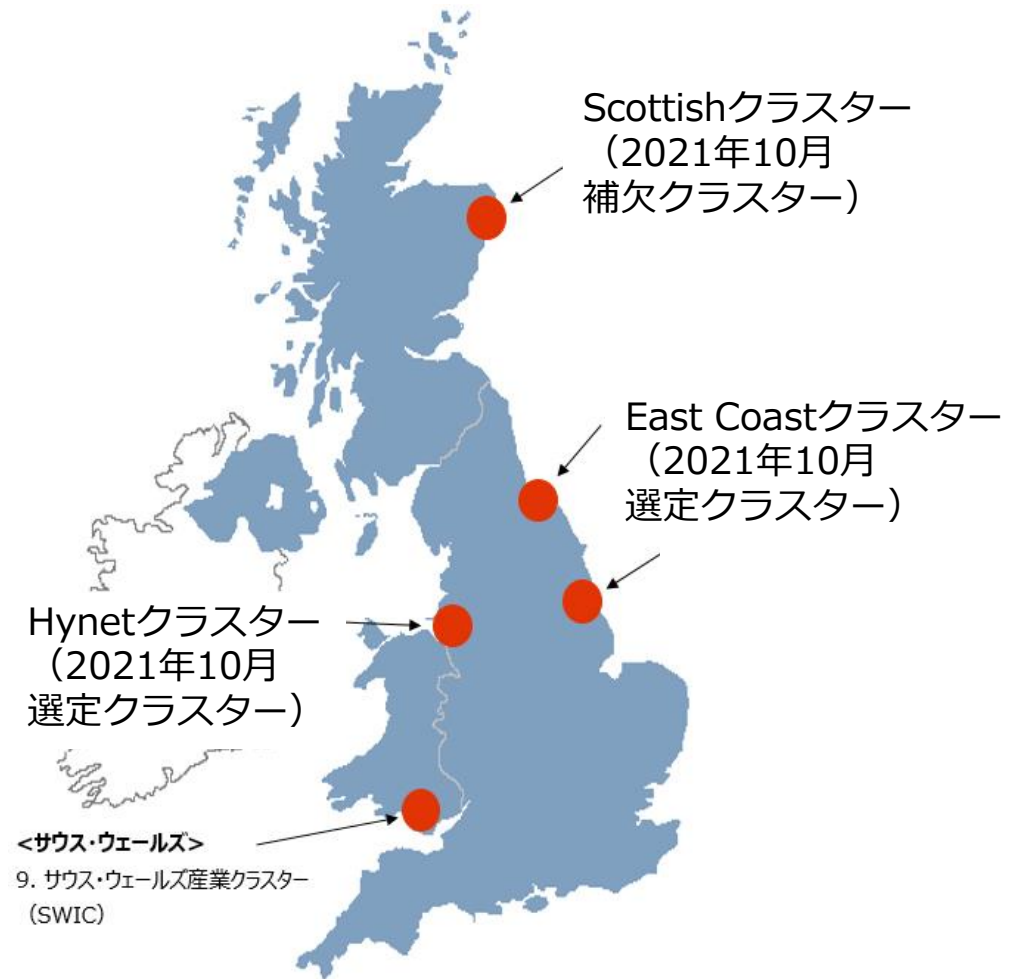 Scottishクラスター
（2021年10月
補欠クラスター）
East Coastクラスター
（2021年10月
選定クラスター）
Hynetクラスター
（2021年10月
選定クラスター）
<サウス・ウェールズ>
9. サウス・ウェールズ産業クラスター
（SWIC）